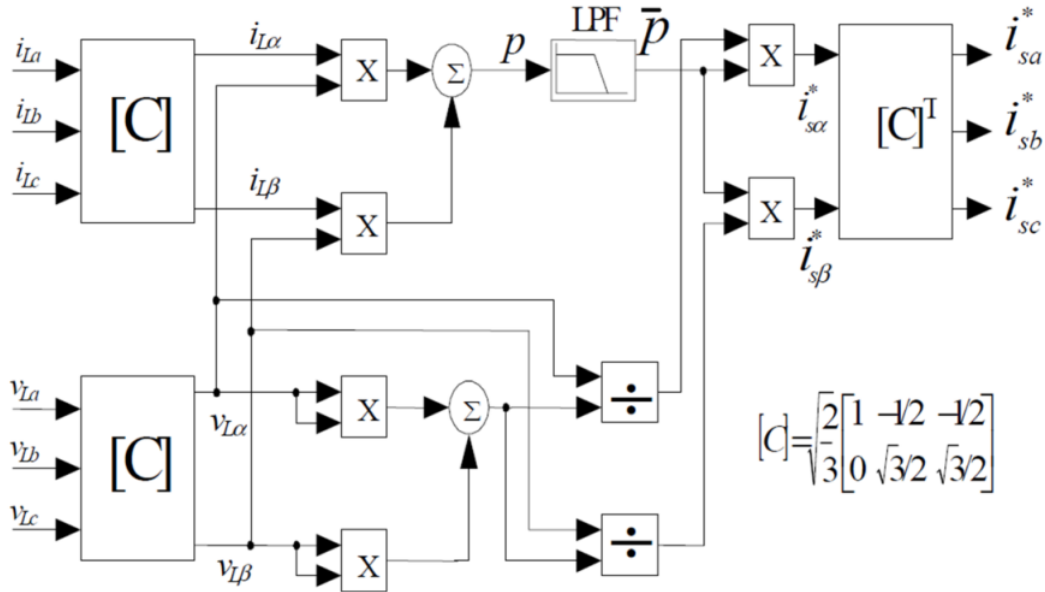 i_La
i_Lb
i_Lc
[C]
i_Lα
i_Lβ
X
X
Σ
p
LPF
p̄
X
X
i*_sα
i*_sβ
[C]^T
i*_sa
i*_sb
i*_sc
v_La
v_Lb
v_Lc
[C]
v_Lα
v_Lβ
X
X
Σ
÷
÷
[C]=√(2/3) [1 -1/2 -1/2
0 √3/2 √3/2]